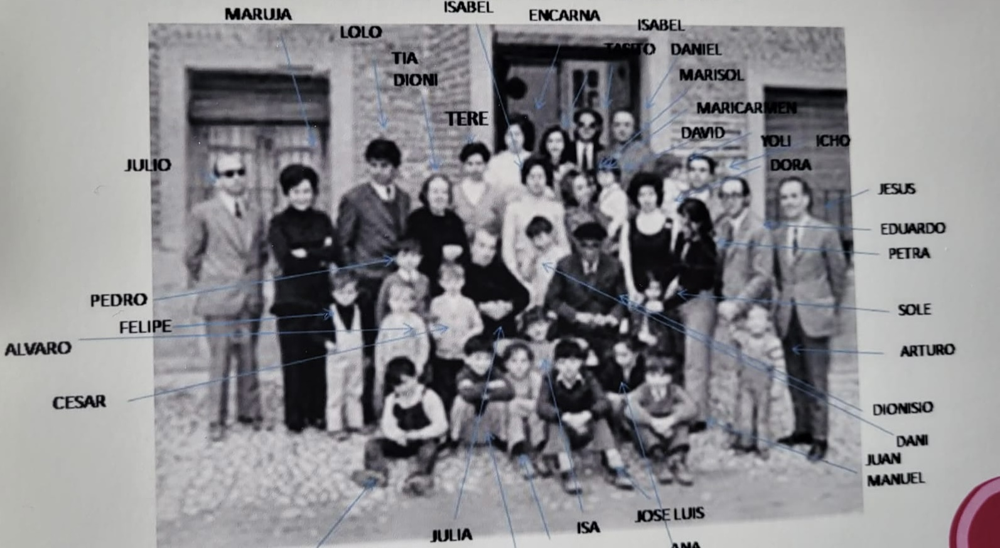 MARUJA
ISABEL
ENCARNA
LOLO
ISABEL
TASITO
DANIEL
TIA
DIONI
MARISOL
MARICARMEN
TERE
DAVID
YOLI
ICHO
JULIO
DORA
JESUS
EDUARDO
PETRA
PEDRO
SOLE
FELIPE
ALVARO
ARTURO
CESAR
DIONISIO
DANI
JUAN
MANUEL
JOSE LUIS
ISA
JULIA
ANA